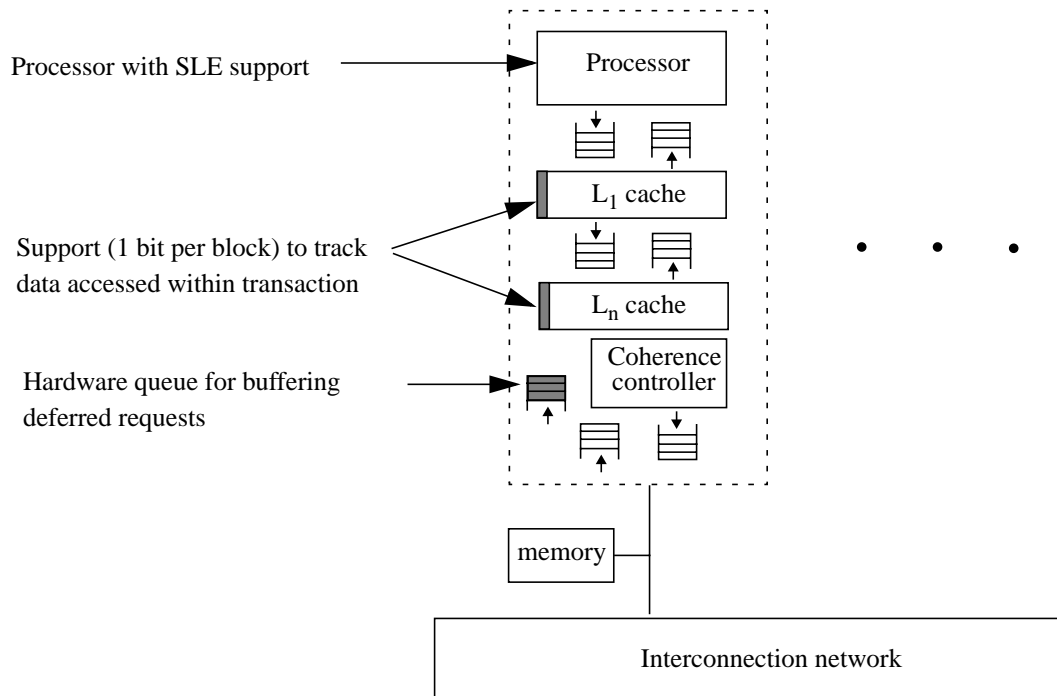 Processor with SLE support
Processor
L1 cache
Support (1 bit per block) to track
data accessed within transaction
Ln cache
Hardware queue for buffering
deferred requests
Coherence
controller
memory
Interconnection network